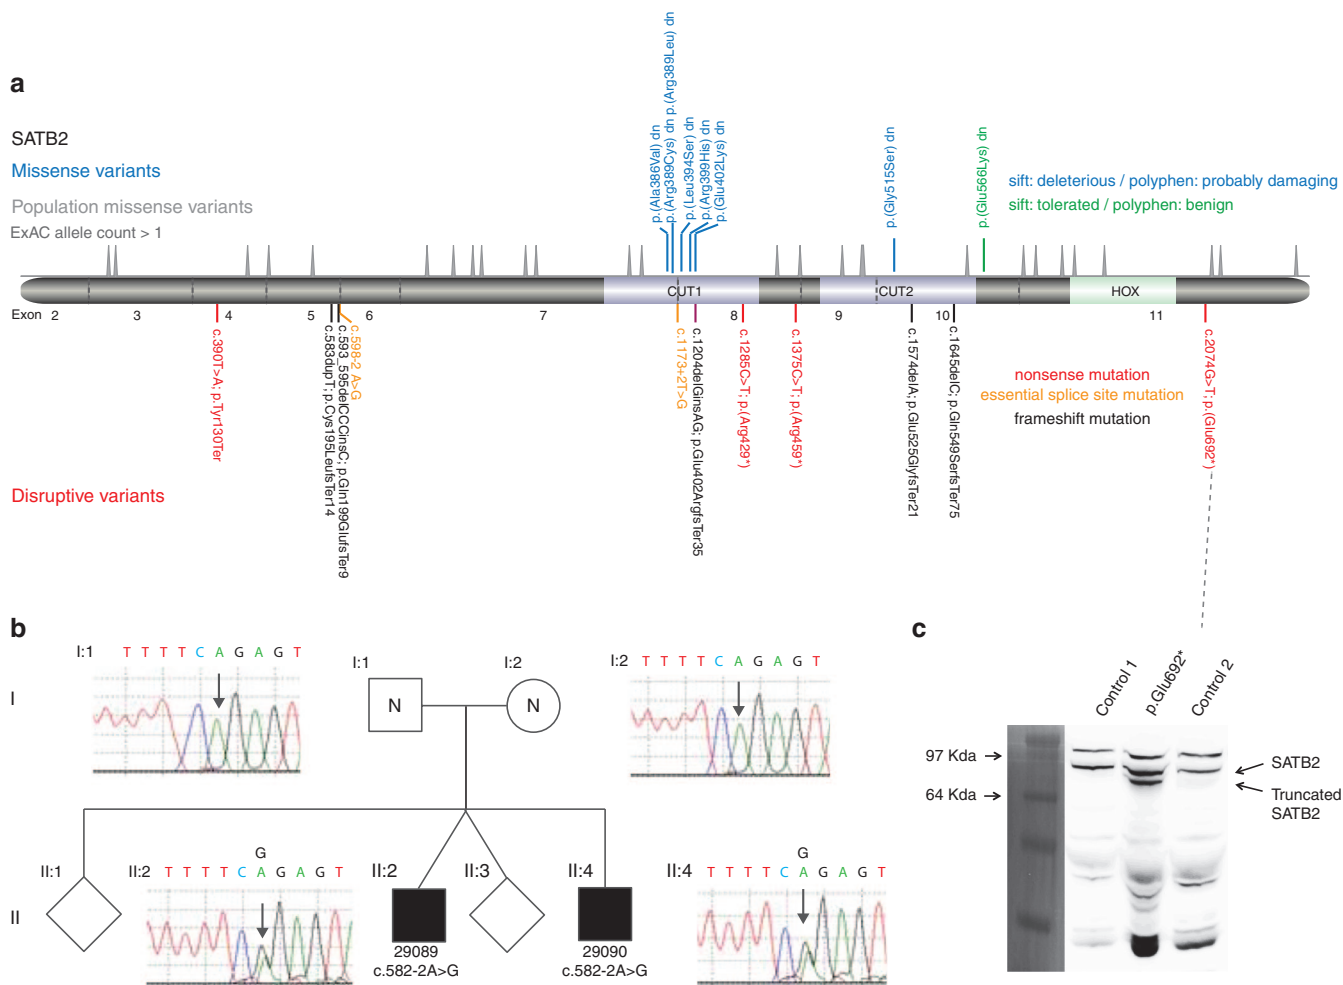 a
SATB2
Missense variants
Population missense variants
ExAC allele count > 1
p.(Ala386Val) dn
p.(Arg389Cys) dn p.(Arg389Leu) dn
p.(Leu394Ser) dn
p.(Arg399His) dn
p.(Glu402Lys) dn
p.(Gly515Ser) dn
p.(Glu566Lys) dn
sift: deleterious / polyphen: probably damaging
sift: tolerated / polyphen: benign
CUT1 CUT2 HOX
Exon 2 3 4 5 6 7 8 9 10 11
c.390T>A; p.Tyr130Ter
c.583dupT; p.Cys195LeufsTer14
c.593_595delCCCinsC; p.Gln199GlufsTer9
c.598-2 A>G
c.1173+2T>G
c.1204delGinsAG; p.Glu402ArgfsTer35
c.1285C>T; p.(Arg429*)
c.1375C>T; p.(Arg459*)
c.1574delA; p.Glu525GlyfsTer21
c.1645delC; p.Gln549SerfsTer75
c.2074G>T; p.(Glu692*)
nonsense mutation
essential splice site mutation
frameshift mutation
Disruptive variants
b
I:1 T T T T C A G A G T
I:1 I:2
I:2 T T T T C A G A G T
I
N N
II:1
G
II:2 T T T T C A G A G T
II:2 II:3 II:4
G
II:4 T T T T C A G A G T
II
29089
c.582-2A>G
29090
c.582-2A>G
c
Control 1
p.Glu692*
Control 2
97 Kda
64 Kda
SATB2
Truncated
SATB2